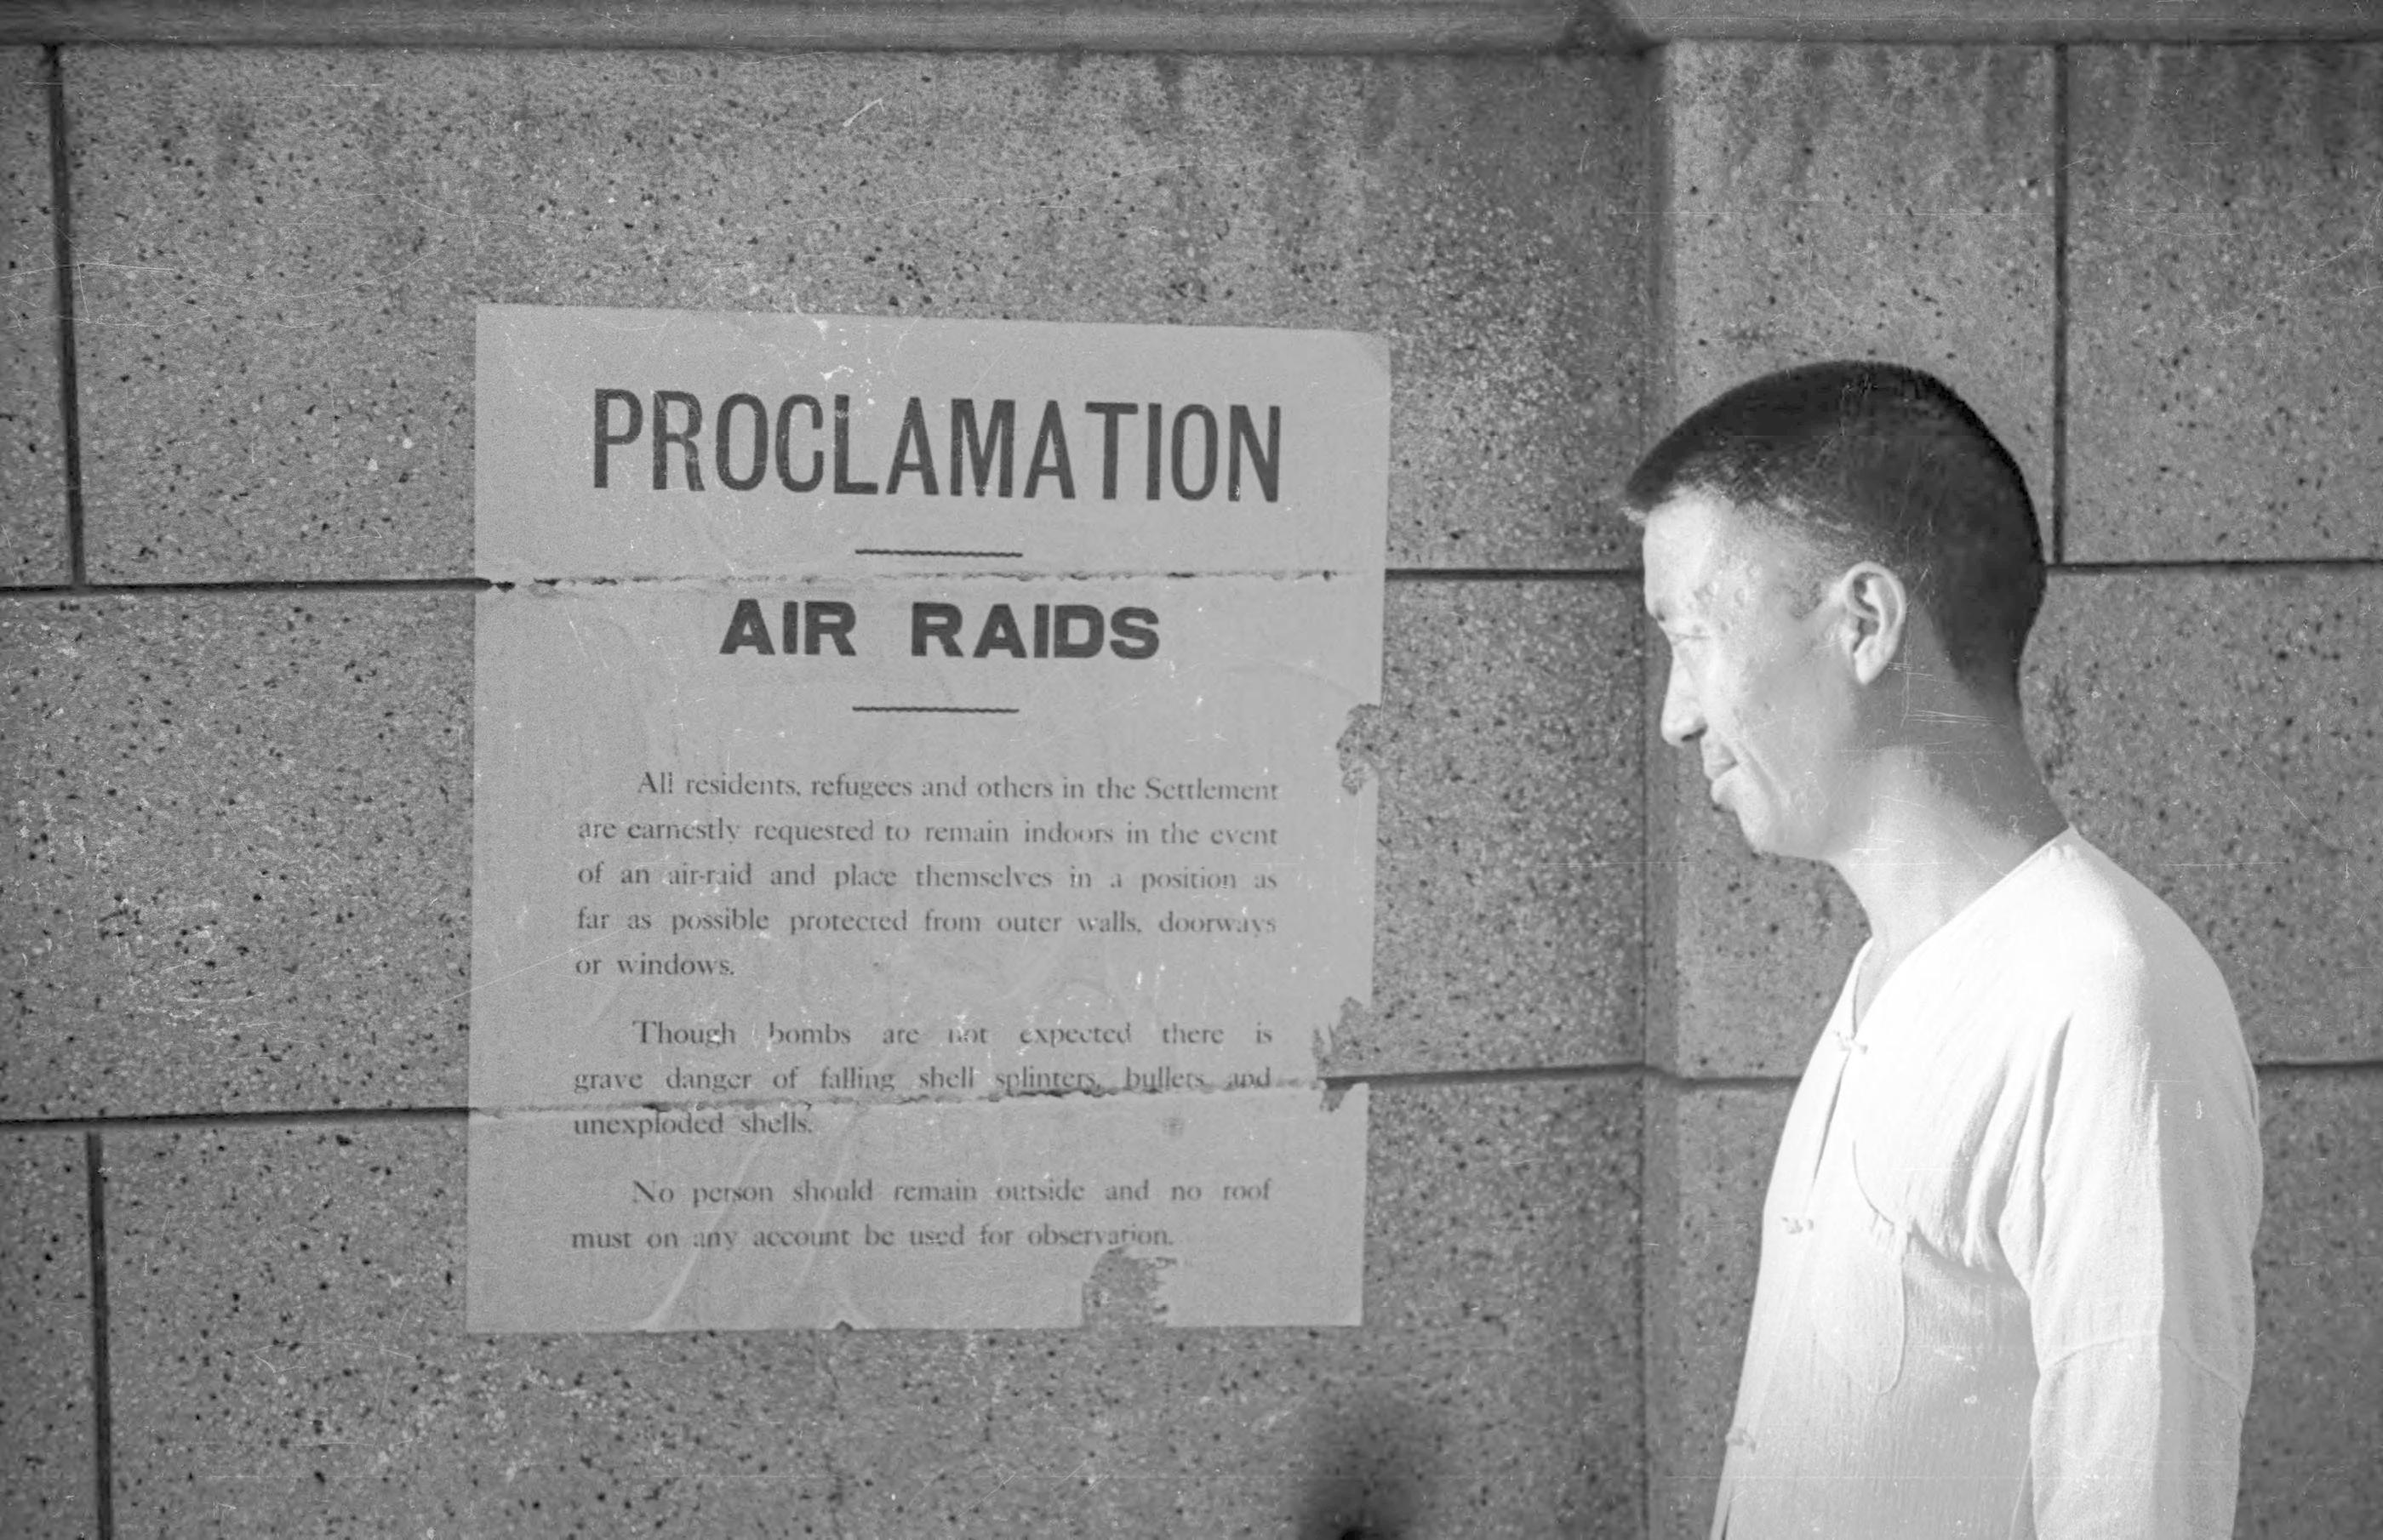 PROCLAMATION
AIR RAIDS
All residents, refugees and others in the Settlement
are earnestly requested to remain indoors in the event
of an air-raid and place themselves in a position as
far as possible protected from outer walls, doorways
or windows.
Though bombs are not expected there is
grave danger of falling shell splinters, bullets and
unexploded shells.
No person should remain outside and no roof
must on any account be used for observation.